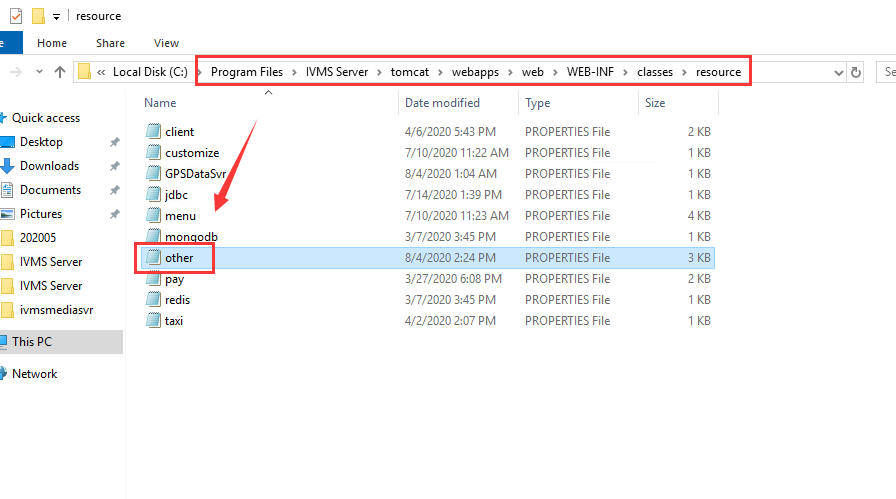 resource
e Home Share View
« Local Disk (C:) › Program Files › IVMS Server › tomcat › webapps › web › WEB-INF › classes › resource Se
Name Date modified Type Size
Quick access
Desktop
Downloads
Documents
Pictures
202005
IVMS Server
IVMS Server
ivmsmediasvr
This PC
Network
client 4/6/2020 5:43 PM PROPERTIES File 2 KB
customize 7/10/2020 11:22 AM PROPERTIES File 1 KB
GPSDataSvr 8/4/2020 1:04 AM PROPERTIES File 1 KB
jdbc 7/14/2020 1:39 PM PROPERTIES File 1 KB
menu 7/10/2020 11:23 AM PROPERTIES File 4 KB
mongodb 3/7/2020 3:45 PM PROPERTIES File 1 KB
other 8/4/2020 2:24 PM PROPERTIES File 3 KB
pay 3/27/2020 6:08 PM PROPERTIES File 2 KB
redis 3/7/2020 3:45 PM PROPERTIES File 1 KB
taxi 4/2/2020 2:07 PM PROPERTIES File 1 KB